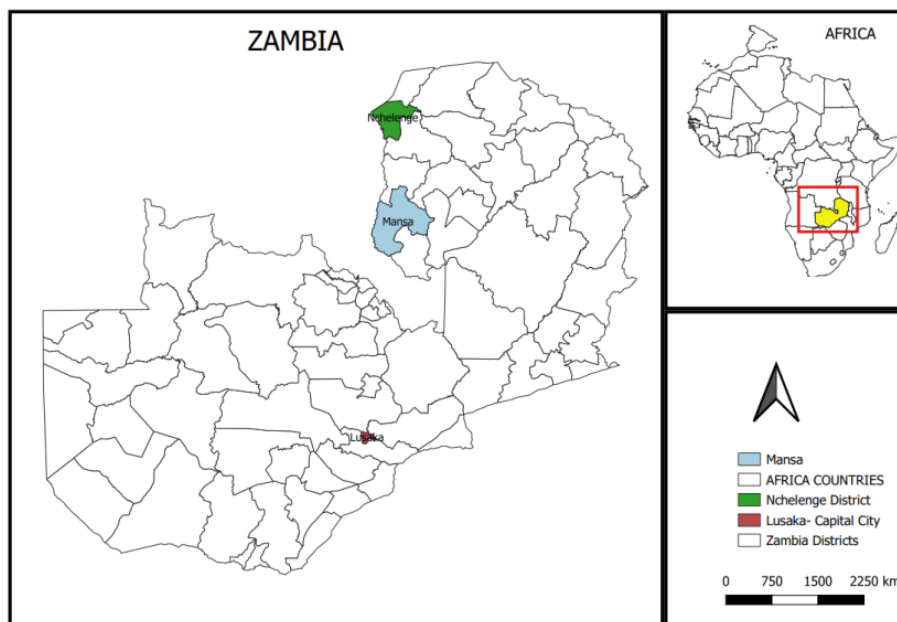 ZAMBIA
Nchelenge
Mansa
Lusaka
AFRICA
Mansa
AFRICA COUNTRIES
Nchelenge District
Lusaka- Capital City
Zambia Districts
0 750 1500 2250 km